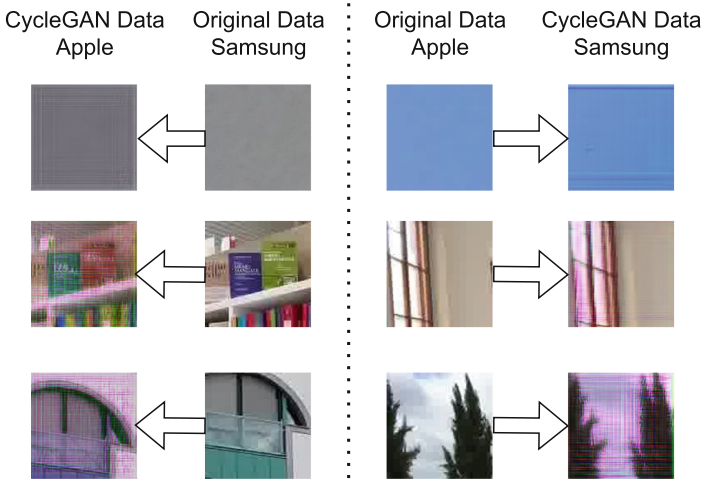 CycleGAN Data
Apple
Original Data
Samsung
Original Data
Apple
CycleGAN Data
Samsung